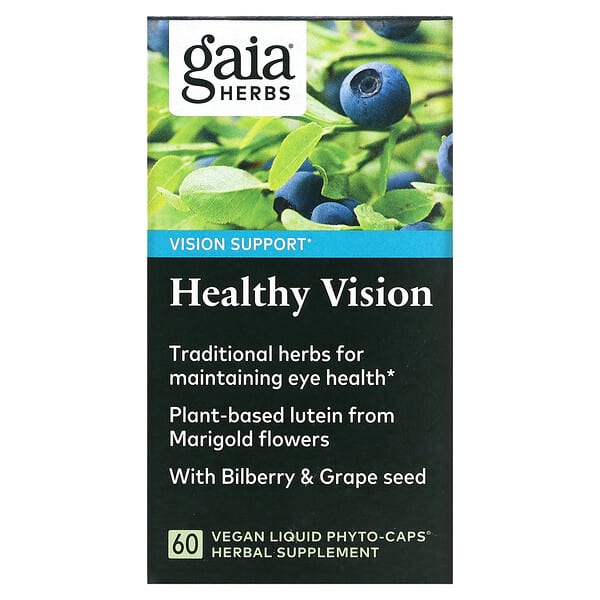 gaia®
HERBS
VISION SUPPORT*
Healthy Vision
Traditional herbs for
maintaining eye health*
Plant-based lutein from
Marigold flowers
With Bilberry & Grape seed
60 VEGAN LIQUID PHYTO-CAPS®
HERBAL SUPPLEMENT